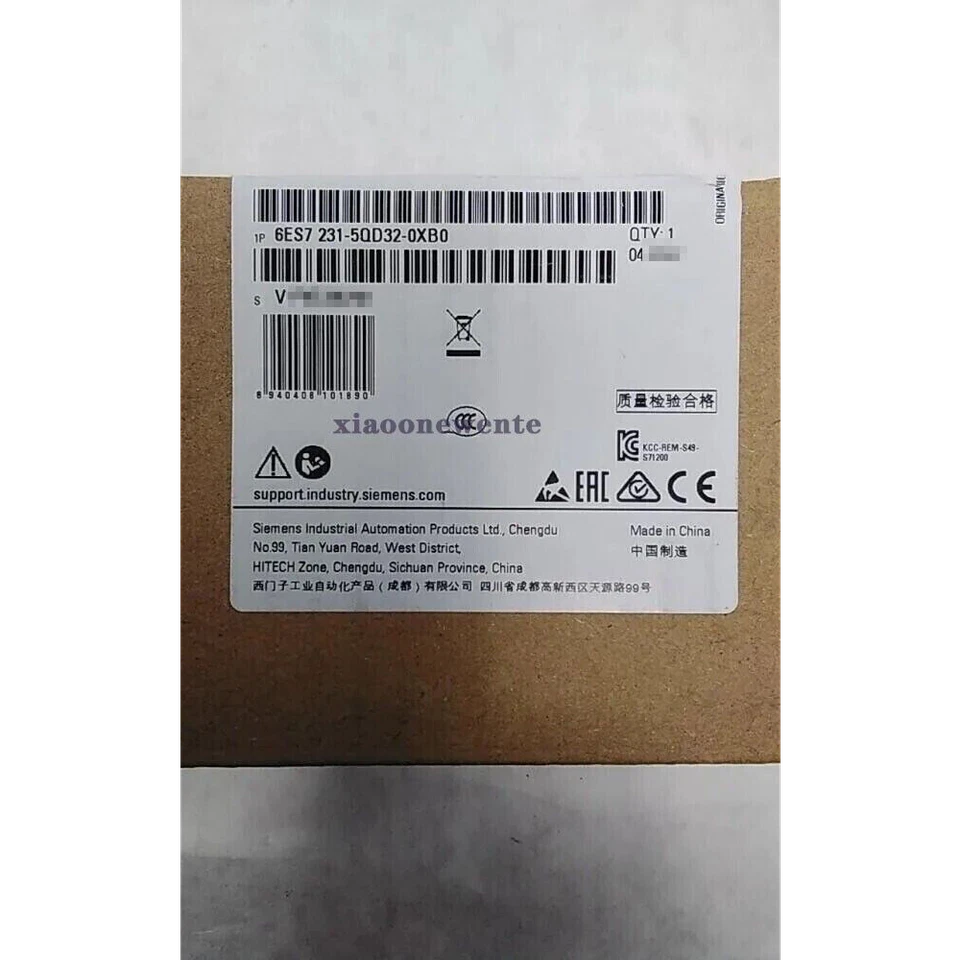 ORIGINAL
1P 6ES7 231-5QD32-0XB0
QTY: 1
04
S V
8940408101890
质量检验合格
xiaoonewente
CCC
KCC-REM-S49-
S71200
EAC
CE
support.industry.siemens.com
Siemens Industrial Automation Products Ltd., Chengdu
No.99, Tian Yuan Road, West District,
HITECH Zone, Chengdu, Sichuan Province, China
西门子工业自动化产品(成都)有限公司 四川省成都高新西区天源路99号
Made in China
中国制造